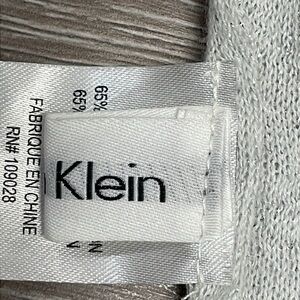 Klein
65%
65%
FABRIQUE EN CHINE
RN# 109028